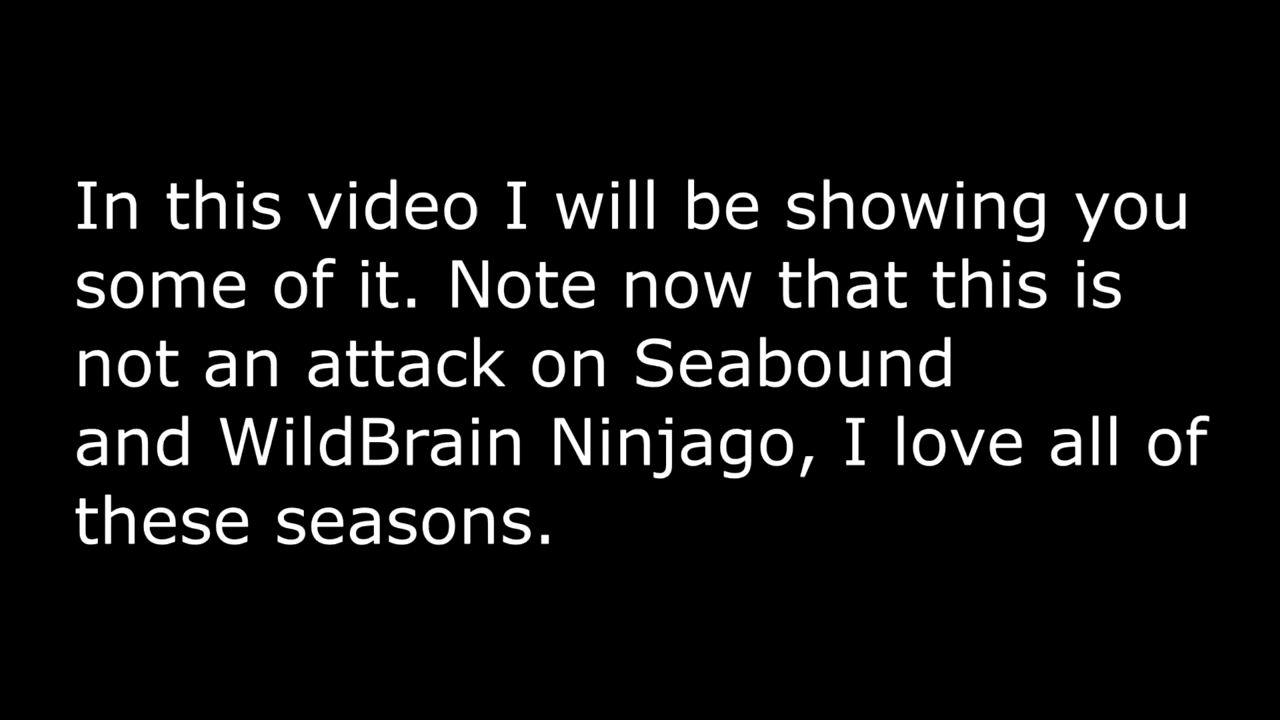 In this video I will be showing you
some of it. Note now that this is
not an attack on Seabound
and WildBrain Ninjago, I love all of
these seasons.